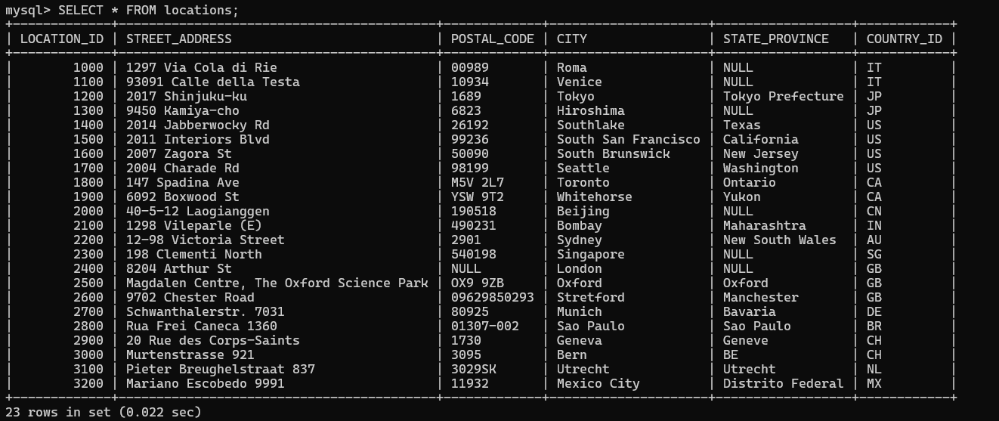 mysql> SELECT * FROM locations;
+-------------+------------------------------------------+-------------+---------------------+-------------------+------------+
| LOCATION_ID | STREET_ADDRESS                           | POSTAL_CODE | CITY                | STATE_PROVINCE    | COUNTRY_ID |
+-------------+------------------------------------------+-------------+---------------------+-------------------+------------+
|        1000 | 1297 Via Cola di Rie                     | 00989       | Roma                | NULL              | IT         |
|        1100 | 93091 Calle della Testa                  | 10934       | Venice              | NULL              | IT         |
|        1200 | 2017 Shinjuku-ku                         | 1689        | Tokyo               | Tokyo Prefecture  | JP         |
|        1300 | 9450 Kamiya-cho                          | 6823        | Hiroshima           | NULL              | JP         |
|        1400 | 2014 Jabberwocky Rd                      | 26192       | Southlake           | Texas             | US         |
|        1500 | 2011 Interiors Blvd                      | 99236       | South San Francisco | California        | US         |
|        1600 | 2007 Zagora St                           | 50090       | South Brunswick     | New Jersey        | US         |
|        1700 | 2004 Charade Rd                          | 98199       | Seattle             | Washington        | US         |
|        1800 | 147 Spadina Ave                          | M5V 2L7     | Toronto             | Ontario           | CA         |
|        1900 | 6092 Boxwood St                          | YSW 9T2     | Whitehorse          | Yukon             | CA         |
|        2000 | 40-5-12 Laogianggen                      | 190518      | Beijing             | NULL              | CN         |
|        2100 | 1298 Vileparle (E)                       | 490231      | Bombay              | Maharashtra       | IN         |
|        2200 | 12-98 Victoria Street                    | 2901        | Sydney              | New South Wales   | AU         |
|        2300 | 198 Clementi North                       | 540198      | Singapore           | NULL              | SG         |
|        2400 | 8204 Arthur St                           | NULL        | London              | NULL              | GB         |
|        2500 | Magdalen Centre, The Oxford Science Park | OX9 9ZB     | Oxford              | Oxford            | GB         |
|        2600 | 9702 Chester Road                        | 09629850293 | Stretford           | Manchester        | GB         |
|        2700 | Schwanthalerstr. 7031                    | 80925       | Munich              | Bavaria           | DE         |
|        2800 | Rua Frei Caneca 1360                     | 01307-002   | Sao Paulo           | Sao Paulo         | BR         |
|        2900 | 20 Rue des Corps-Saints                  | 1730        | Geneva              | Geneve            | CH         |
|        3000 | Murtenstrasse 921                        | 3095        | Bern                | BE                | CH         |
|        3100 | Pieter Breughelstraat 837                | 3029SK      | Utrecht             | Utrecht           | NL         |
|        3200 | Mariano Escobedo 9991                    | 11932       | Mexico City         | Distrito Federal  | MX         |
+-------------+------------------------------------------+-------------+---------------------+-------------------+------------+
23 rows in set (0.022 sec)